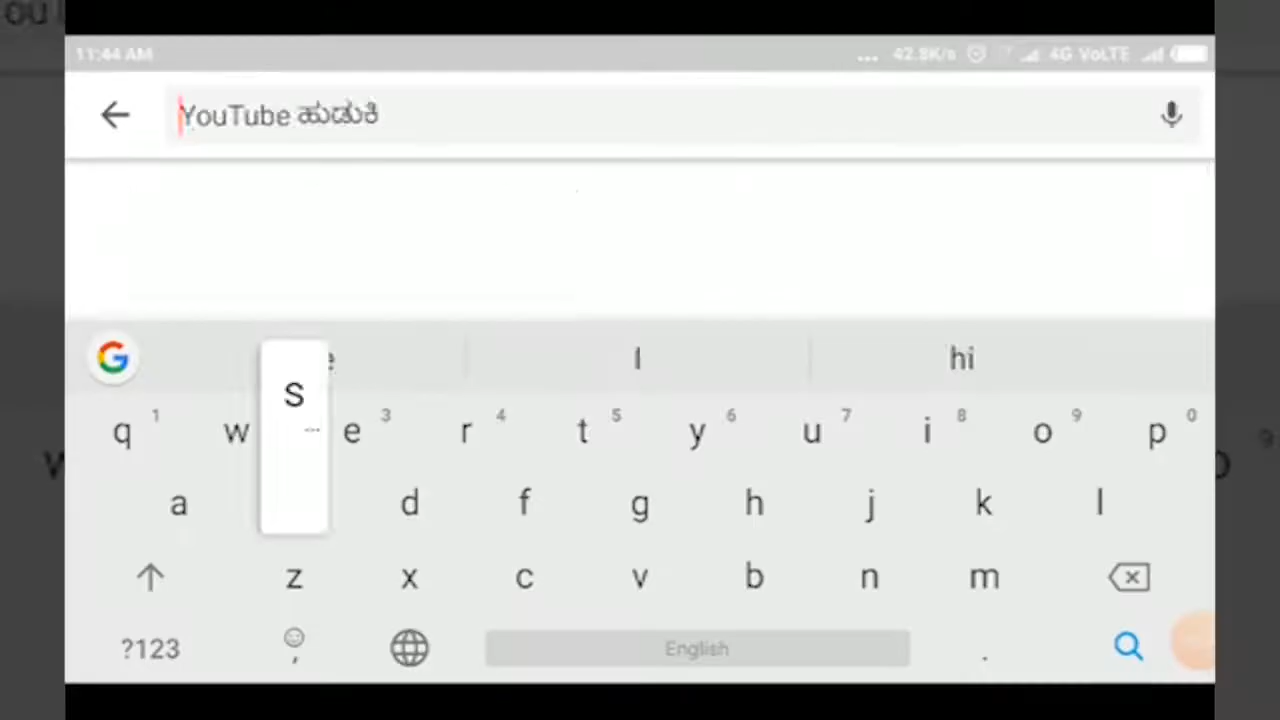 11:44 AM ... 42.8K/s 4G VoLTE
YouTube ಹುಡುಕಿ
I hi
q 1 w e 3 r 4 t 5 y 6 u 7 i 8 o 9 p 0
S
a d f g h j k l
z x c v b n m
?123 , English .